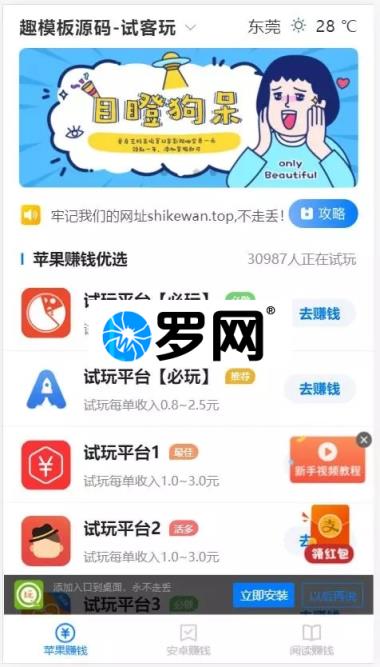 趣模板源码-试客玩
东莞 28 ℃
目瞪狗呆
only
Beautiful
牢记我们的网址shikewan.top,不走丢！
攻略
苹果赚钱优选
30987人正在试玩
试玩平台【必玩】
去赚钱
罗网®
试玩平台【必玩】 推荐
试玩每单收入0.8~2.5元
去赚钱
试玩平台1 最佳
试玩每单收入1.0~3.0元
新手视频教程
试玩平台2 活多
试玩每单收入1.0~3.0元
去
领红包
玩
添加入口到桌面、永不走丢
立即安装
以后再说
试玩平台3
苹果赚钱
安卓赚钱
阅读赚钱